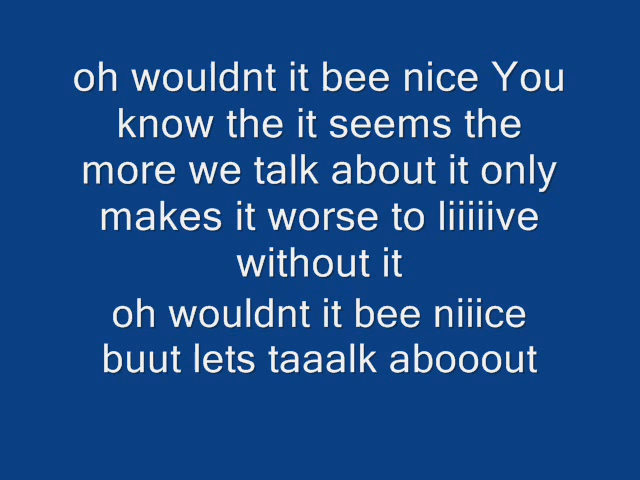 oh wouldnt it bee nice You
know the it seems the
more we talk about it only
makes it worse to liiiiive
without it
oh wouldnt it bee niiice
buut lets taaalk abooout